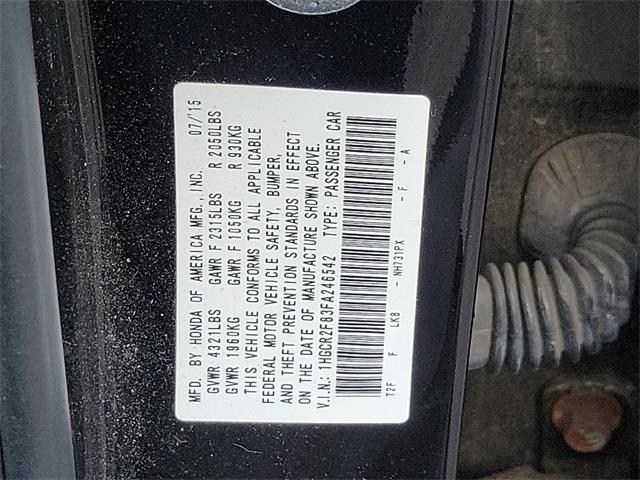 MFD. BY HONDA OF AMERICA MFG., INC. 07/15
GVWR 4321LBS GAWR F 2315LBS R 2050LBS
GVWR 1960KG GAWR F 1050KG R 930KG
THIS VEHICLE CONFORMS TO ALL APPLICABLE
FEDERAL MOTOR VEHICLE SAFETY, BUMPER,
AND THEFT PREVENTION STANDARDS IN EFFECT
ON THE DATE OF MANUFACTURE SHOWN ABOVE.
V.I.N.: 1HGCR2F83FA246542 TYPE: PASSENGER CAR
T2F F LK8 - NH731PX - F - A